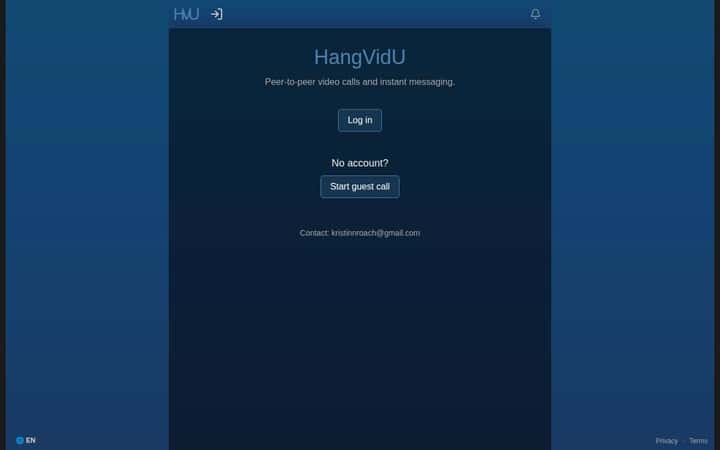 HVU
HangVidU
Peer-to-peer video calls and instant messaging.
Log in
No account?
Start guest call
Contact: kristinnroach@gmail.com
EN
Privacy · Terms